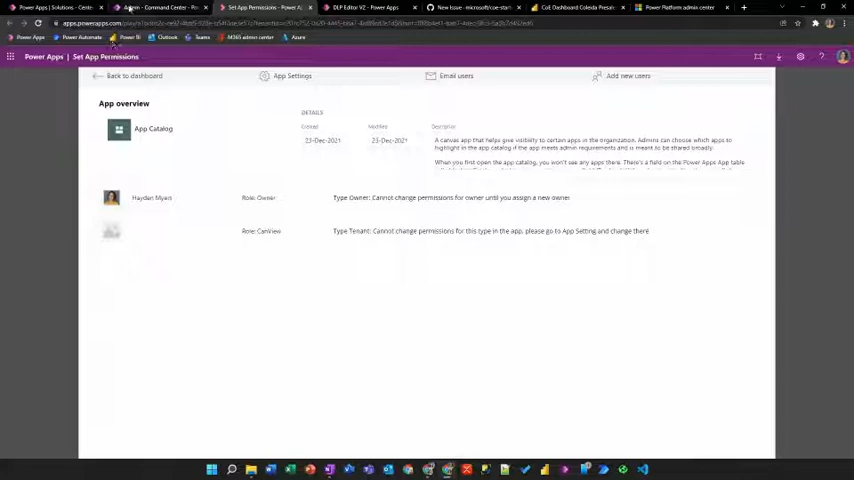 Power Apps | Solutions - Cente
Admin - Command Center - Po
Set App Permissions - Power A
DLP Editor V2 - Power Apps
New Issue · microsoft/coe-star
CoE Dashboard Coleida Presale
Power Platform admin center
Power Apps
Power Automate
Power BI
Outlook
Teams
M365 admin center
Azure
Power Apps | Set App Permissions
Back to dashboard
App Settings
Email users
Add new users
App overview
App Catalog
DETAILS
Created
Modified
Description
23-Dec-2021
23-Dec-2021
A canvas app that helps give visibility to certain apps in the organization. Admins can choose which apps to
highlight in the app catalog if the app meets admin requirements and is meant to be shared broadly.
When you first open the app catalog, you won't see any apps there. There's a field on the Power Apps App table
Hayden Myers
Role: Owner
Type Owner: Cannot change permissions for owner until you assign a new owner
Role: CanView
Type Tenant: Cannot change permissions for this type in the app, please go to App Setting and change there